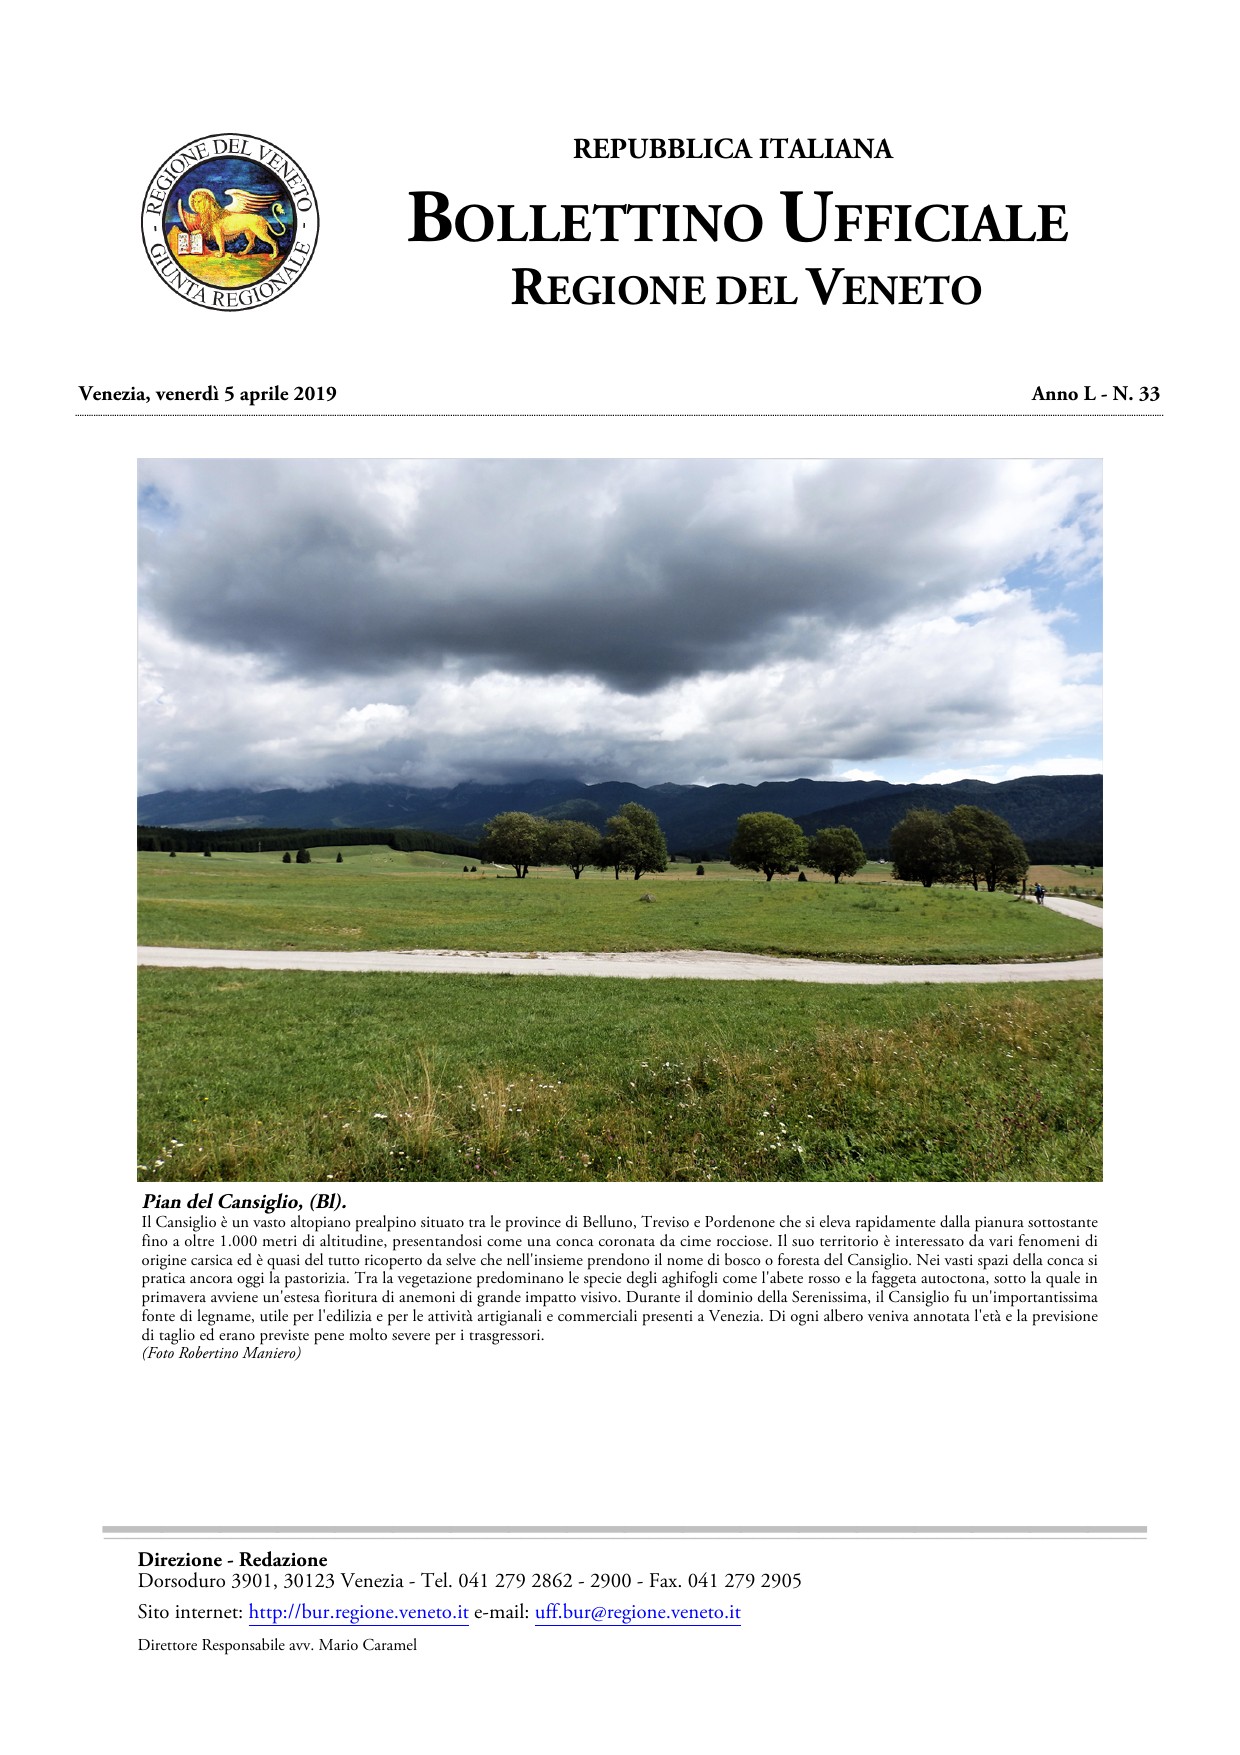 REGIONE DEL VENETO
- GIUNTA REGIONALE -
REPUBBLICA ITALIANA
BOLLETTINO UFFICIALE
REGIONE DEL VENETO
Venezia, venerdì 5 aprile 2019
Anno L - N. 33
Pian del Cansiglio, (Bl).
Il Cansiglio è un vasto altopiano prealpino situato tra le province di Belluno, Treviso e Pordenone che si eleva rapidamente dalla pianura sottostante
fino a oltre 1.000 metri di altitudine, presentandosi come una conca coronata da cime rocciose. Il suo territorio è interessato da vari fenomeni di
origine carsica ed è quasi del tutto ricoperto da selve che nell'insieme prendono il nome di bosco o foresta del Cansiglio. Nei vasti spazi della conca si
pratica ancora oggi la pastorizia. Tra la vegetazione predominano le specie degli aghifogli come l'abete rosso e la faggeta autoctona, sotto la quale in
primavera avviene un'estesa fioritura di anemoni di grande impatto visivo. Durante il dominio della Serenissima, il Cansiglio fu un'importantissima
fonte di legname, utile per l'edilizia e per le attività artigianali e commerciali presenti a Venezia. Di ogni albero veniva annotata l'età e la previsione
di taglio ed erano previste pene molto severe per i trasgressori.
(Foto Robertino Maniero)
Direzione - Redazione
Dorsoduro 3901, 30123 Venezia - Tel. 041 279 2862 - 2900 - Fax. 041 279 2905
Sito internet: http://bur.regione.veneto.it e-mail: uff.bur@regione.veneto.it
Direttore Responsabile avv. Mario Caramel